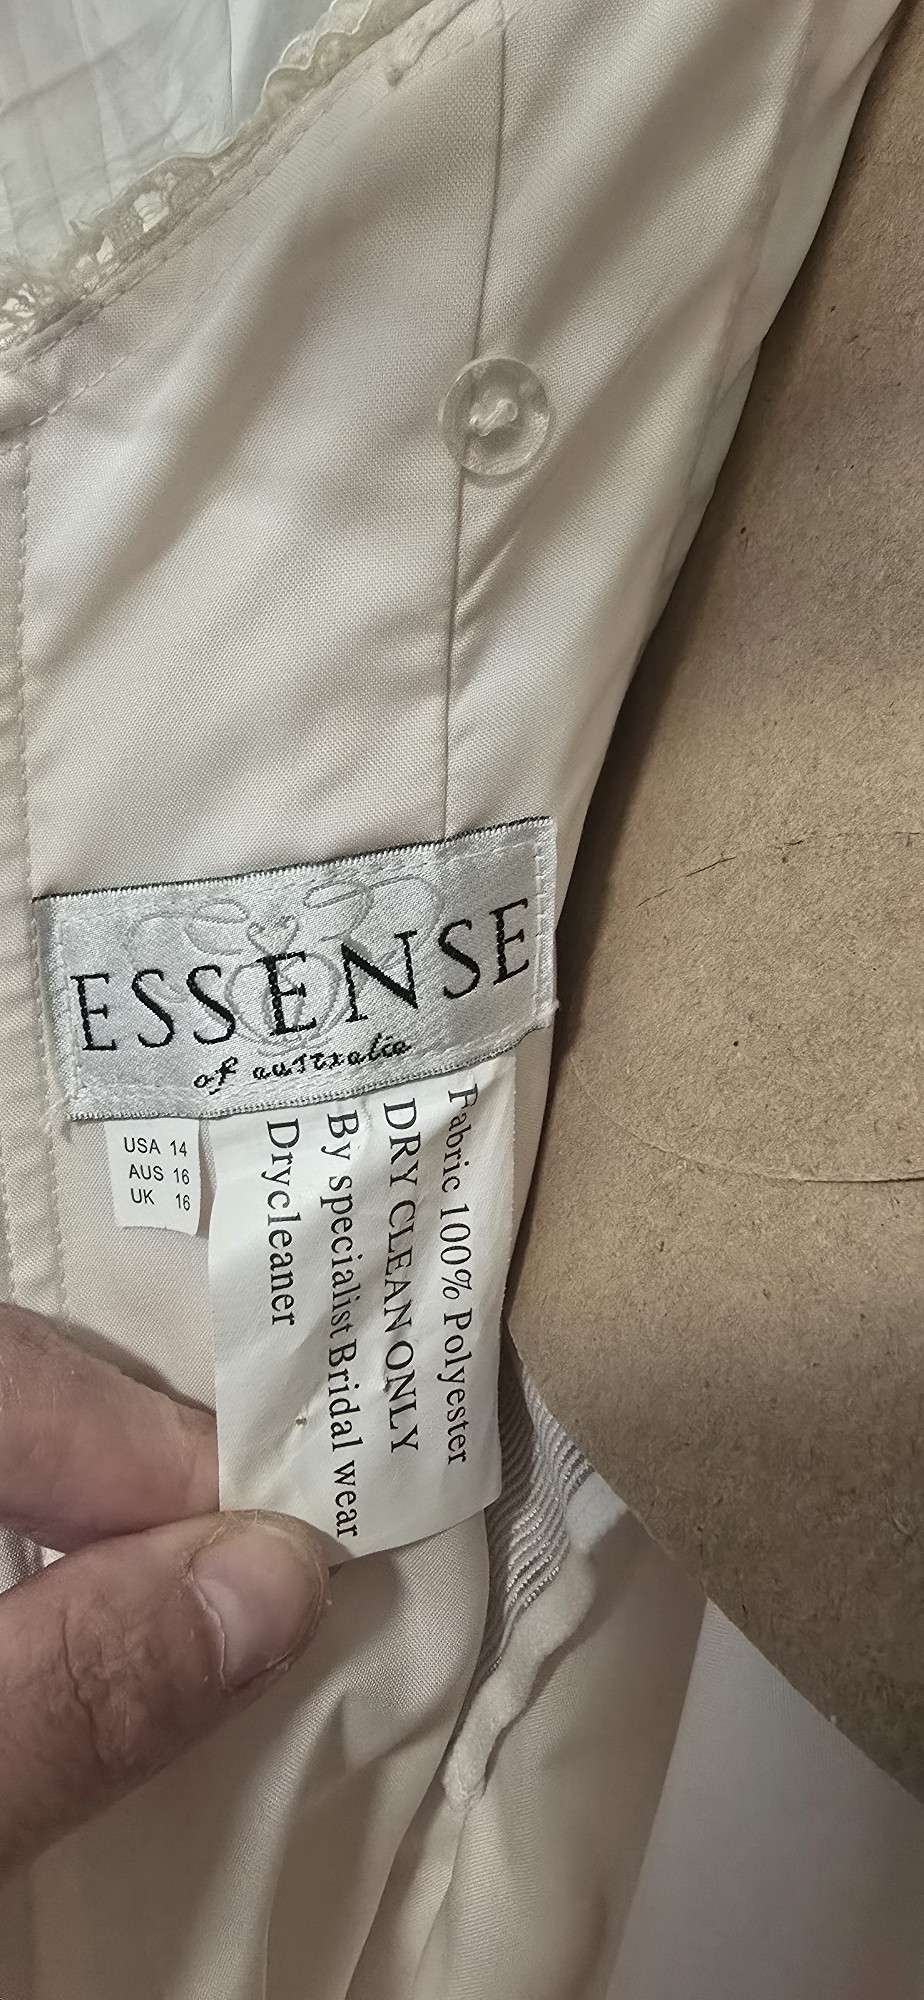 ESSENSE
of australia
USA 14
AUS 16
UK 16
Fabric 100% Polyester
DRY CLEAN ONLY
By specialist Bridal wear
Drycleaner